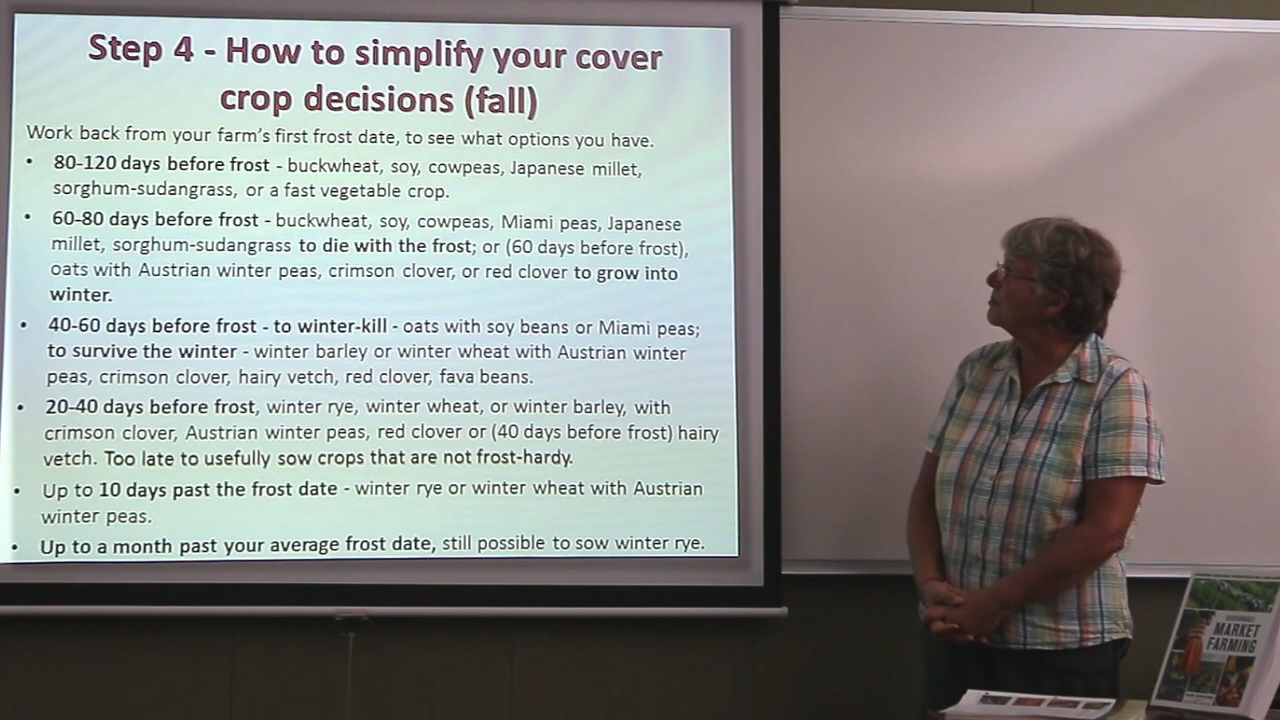 Step 4 - How to simplify your cover
crop decisions (fall)
Work back from your farm's first frost date, to see what options you have.
• 80-120 days before frost - buckwheat, soy, cowpeas, Japanese millet,
sorghum-sudangrass, or a fast vegetable crop.
• 60-80 days before frost - buckwheat, soy, cowpeas, Miami peas, Japanese
millet, sorghum-sudangrass to die with the frost; or (60 days before frost),
oats with Austrian winter peas, crimson clover, or red clover to grow into
winter.
• 40-60 days before frost - to winter-kill - oats with soy beans or Miami peas;
to survive the winter - winter barley or winter wheat with Austrian winter
peas, crimson clover, hairy vetch, red clover, fava beans.
• 20-40 days before frost, winter rye, winter wheat, or winter barley, with
crimson clover, Austrian winter peas, red clover or (40 days before frost) hairy
vetch. Too late to usefully sow crops that are not frost-hardy.
• Up to 10 days past the frost date - winter rye or winter wheat with Austrian
winter peas.
• Up to a month past your average frost date, still possible to sow winter rye.
MARKET
FARMING